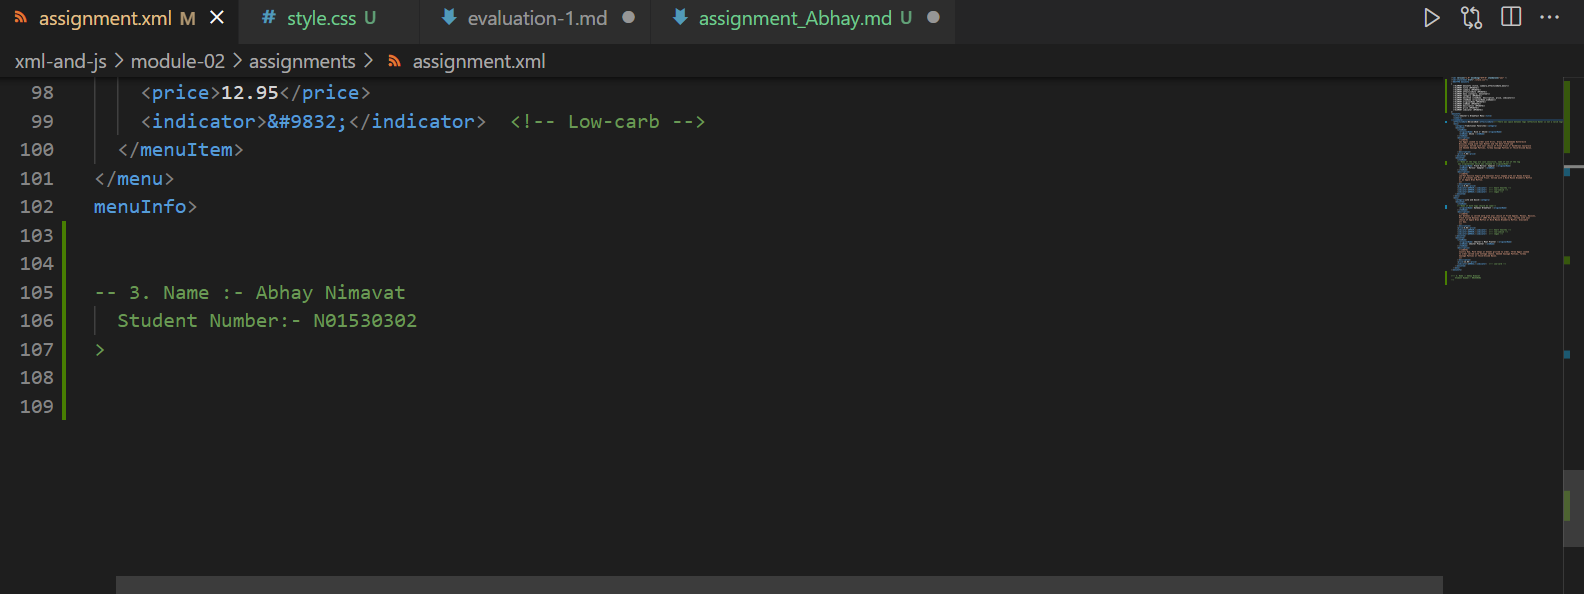 assignment.xml M
# style.css U
evaluation-1.md
assignment_Abhay.md U
xml-and-js > module-02 > assignments > assignment.xml
98 <price>12.95</price>
99 <indicator>&#9832;</indicator> <!-- Low-carb -->
100 </menuItem>
101 </menu>
102 menuInfo>
103
104
105 -- 3. Name :- Abhay Nimavat
106 Student Number:- N01530302
107 >
108
109